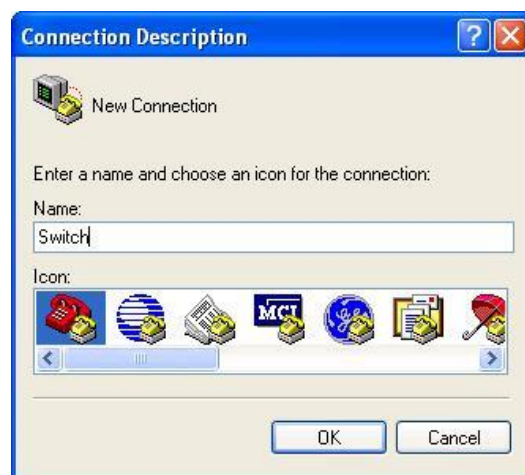 Connection Description
New Connection
Enter a name and choose an icon for the connection:
Name:
Switch
Icon:
MCI
OK
Cancel